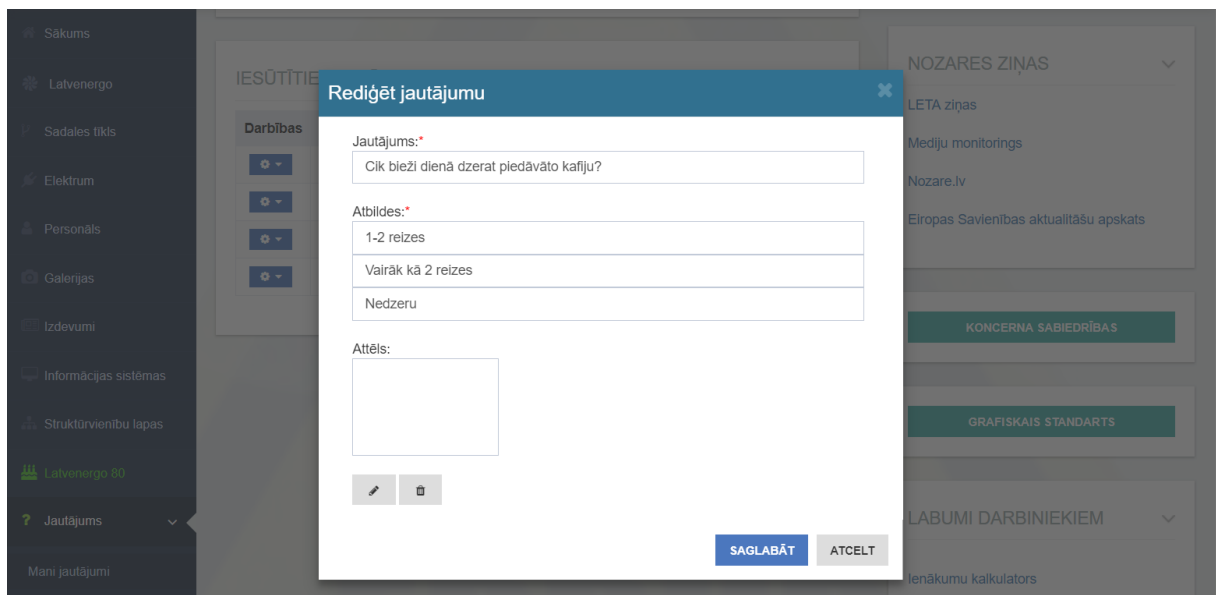 Sākums
Latvenergo
Sadales tīkls
Elektrum
Personāls
Galerijas
Izdevumi
Informācijas sistēmas
Struktūrvienību lapas
Latvenergo 80
Jautājums
Mani jautājumi
Darbības
Rediģēt jautājumu
Jautājums:*
Cik bieži dienā dzerat piedāvāto kafiju?
Atbildes:*
1-2 reizes
Vairāk kā 2 reizes
Nedzeru
Attēls:
SAGLABĀT
ATCELT
NOZARES ZIŅAS
LETA ziņas
Mediju monitorings
Nozare.lv
Eiropas Savienības aktualitāšu apskats
KONCERNA SABIEDRĪBAS
GRAFISKAIS STANDARTS
LABUMI DARBINIEKIEM
Ienākumu kalkulators